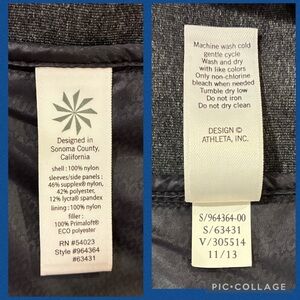 Designed in
Sonoma County,
California
shell : 100% nylon
sleeves/side panels :
46% supplex® nylon,
42% polyester,
12% lycra® spandex
lining : 100% nylon
filler :
100% Primaloft®
ECO polyester
RN #54023
Style #964364
#63431
Machine wash cold
gentle cycle
Wash and dry
with like colors
Only non-chlorine
bleach when needed
Tumble dry low
Do not iron
Do not dry clean
DESIGN ©
ATHLETA, INC.
S/964364-00
S/63431
V/305514
11/13
PIC•COLLAGE